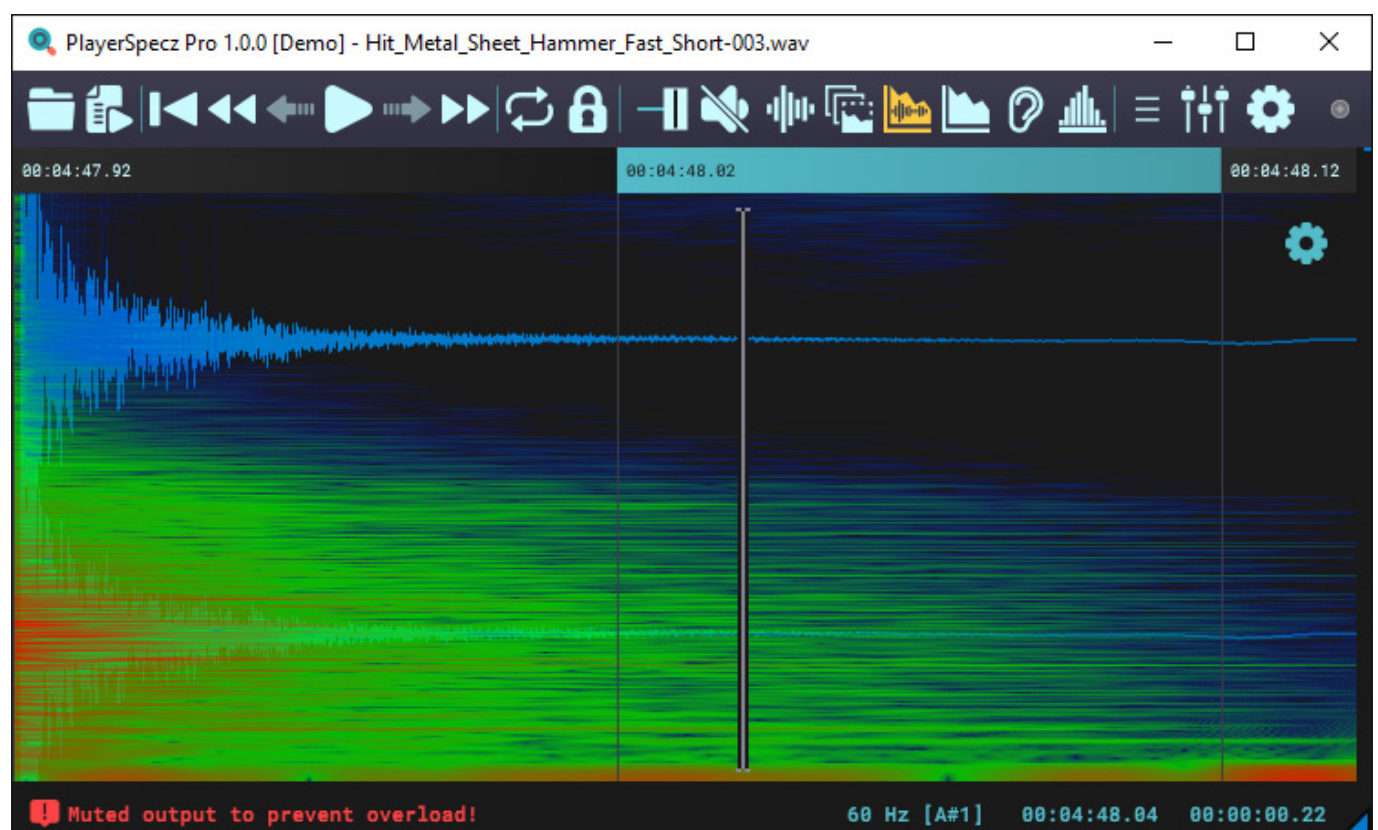 PlayerSpecz Pro 1.0.0 [Demo] - Hit_Metal_Sheet_Hammer_Fast_Short-003.wav
00:04:47.92 00:04:48.02 00:04:48.12
Muted output to prevent overload! 60 Hz [A#1] 00:04:48.04 00:00:00.22